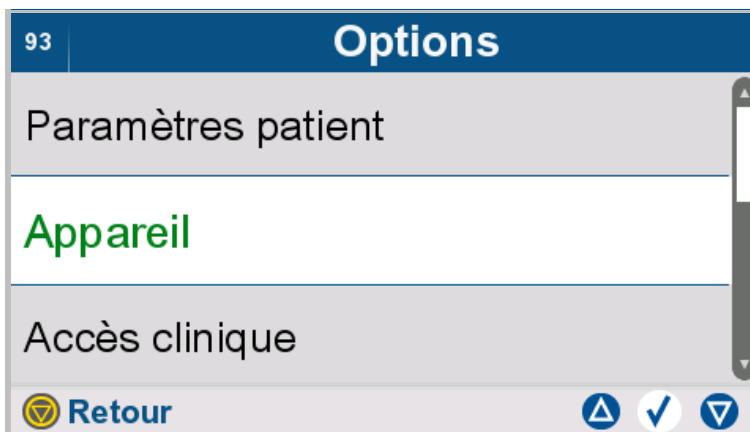 93
Options
Paramètres patient
Appareil
Accès clinique
Retour